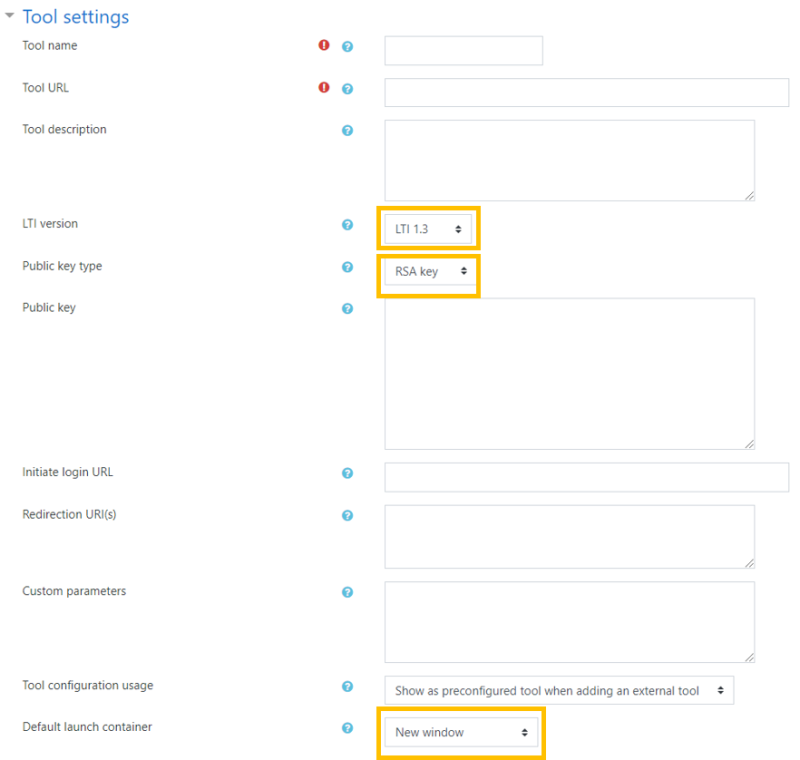 Tool settings
Tool name
Tool URL
Tool description
LTI version LTI 1.3
Public key type RSA key
Public key
Initiate login URL
Redirection URI(s)
Custom parameters
Tool configuration usage Show as preconfigured tool when adding an external tool
Default launch container New window